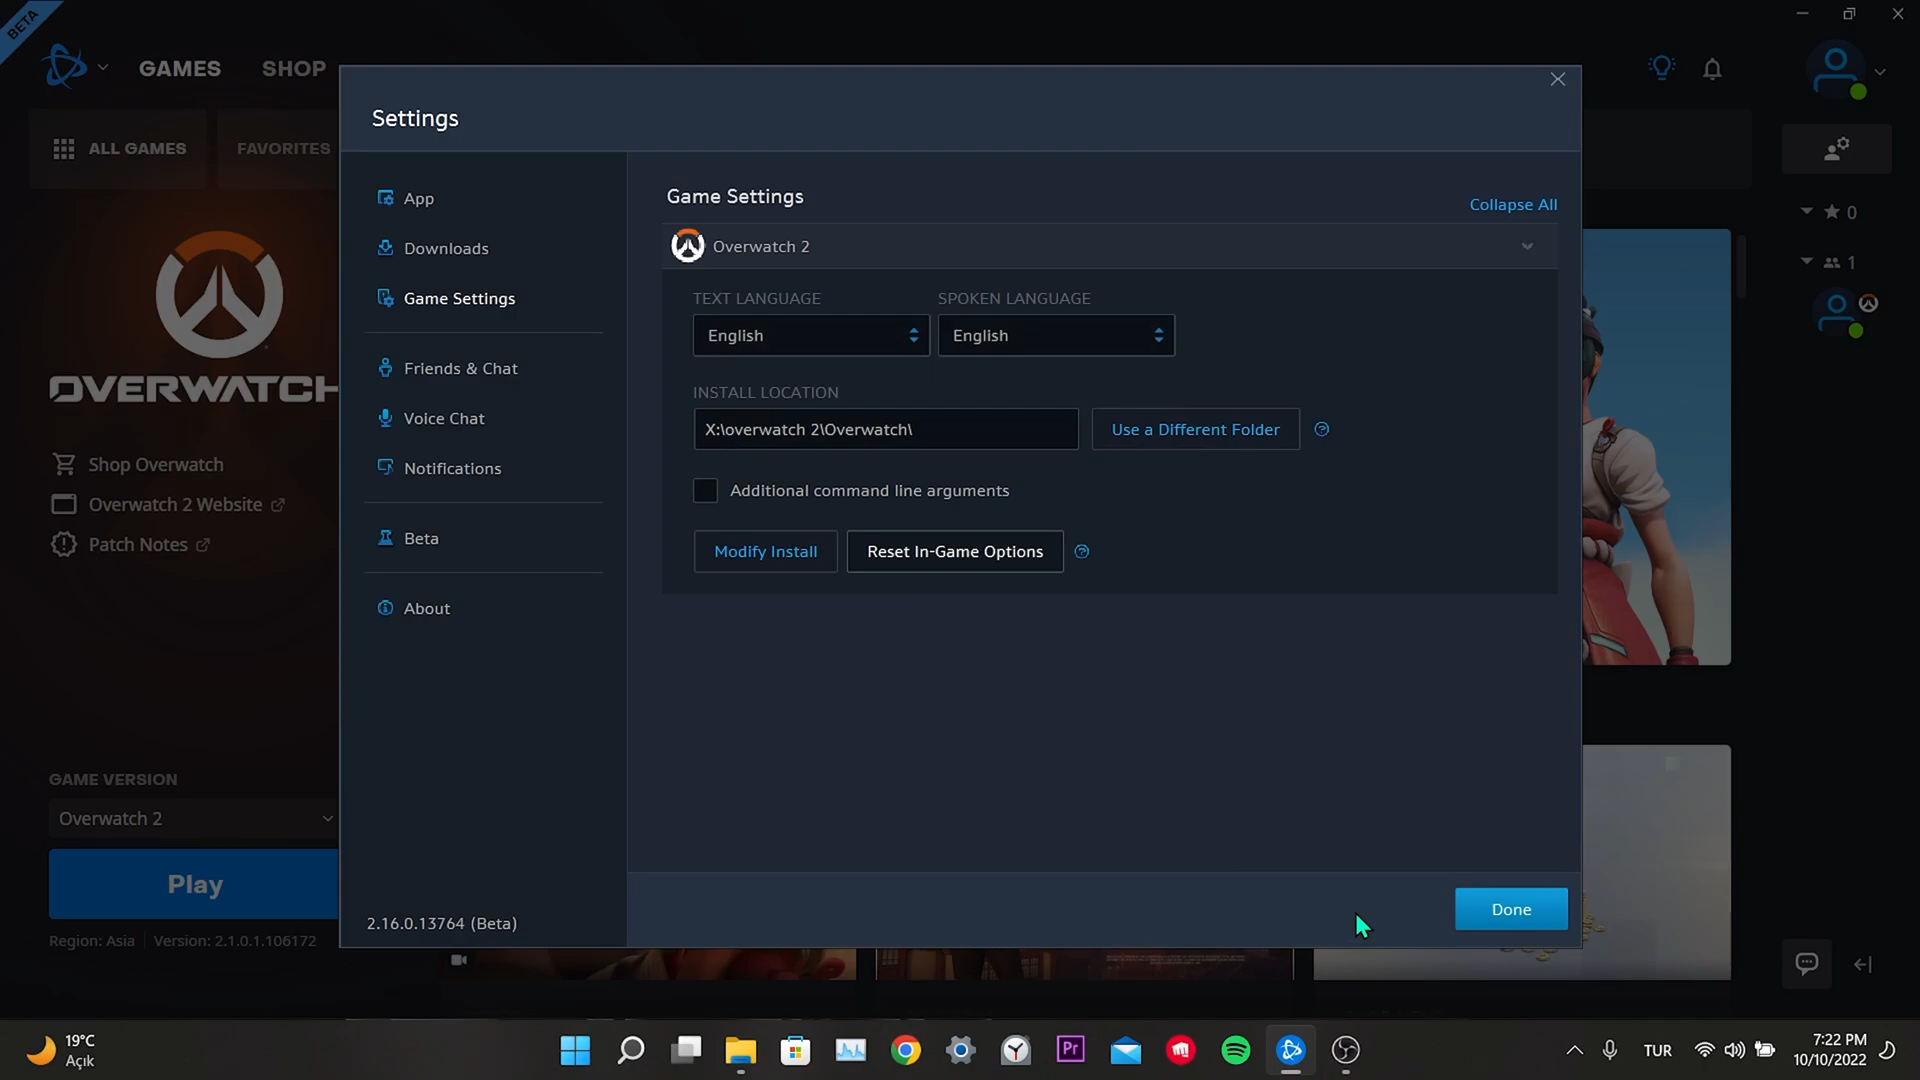 BETA
GAMES
SHOP
Settings
ALL GAMES
FAVORITES
App
Downloads
Game Settings
Friends & Chat
Voice Chat
Notifications
Beta
About
2.16.0.13764 (Beta)
Game Settings
Collapse All
Overwatch 2
TEXT LANGUAGE
SPOKEN LANGUAGE
English
English
INSTALL LOCATION
X:\overwatch 2\Overwatch\
Use a Different Folder
Additional command line arguments
Modify Install
Reset In-Game Options
Done
0
1
OVERWATCH
Shop Overwatch
Overwatch 2 Website
Patch Notes
GAME VERSION
Overwatch 2
Play
Region: Asia
Version: 2.1.0.1.106172
19°C
Açık
Pr
TUR
7:22 PM
10/10/2022